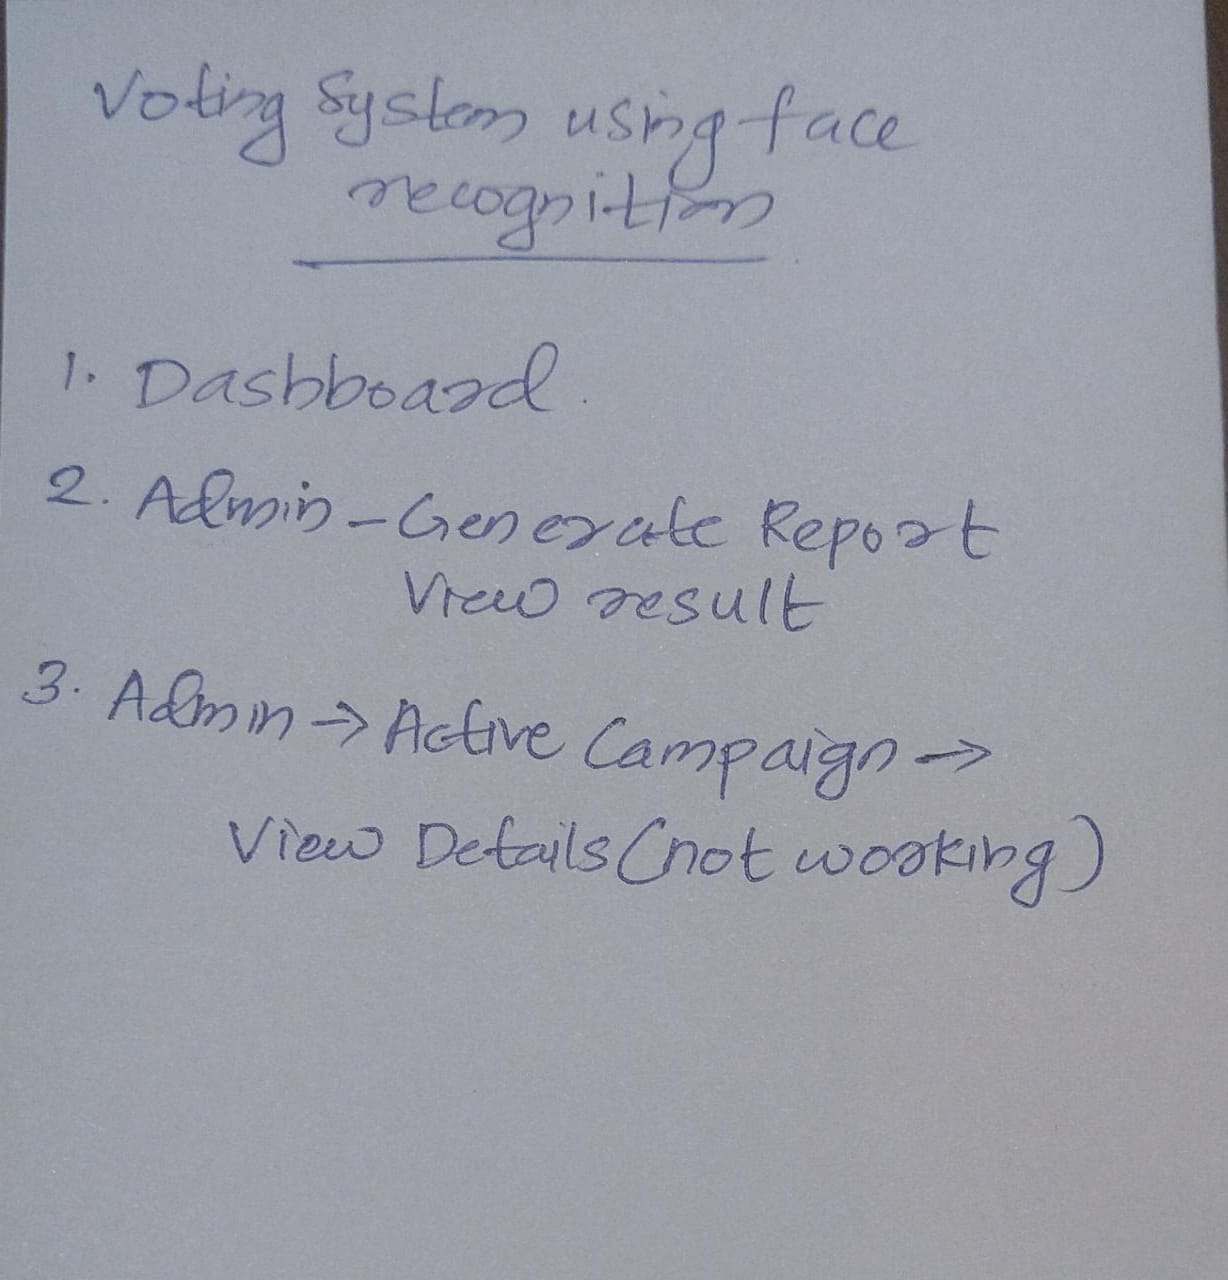 Voting System using face
recognition
1. Dashboard.
2. Admin - Generate Report
View result
3. Admin → Active Campaign →
View Details (not working)